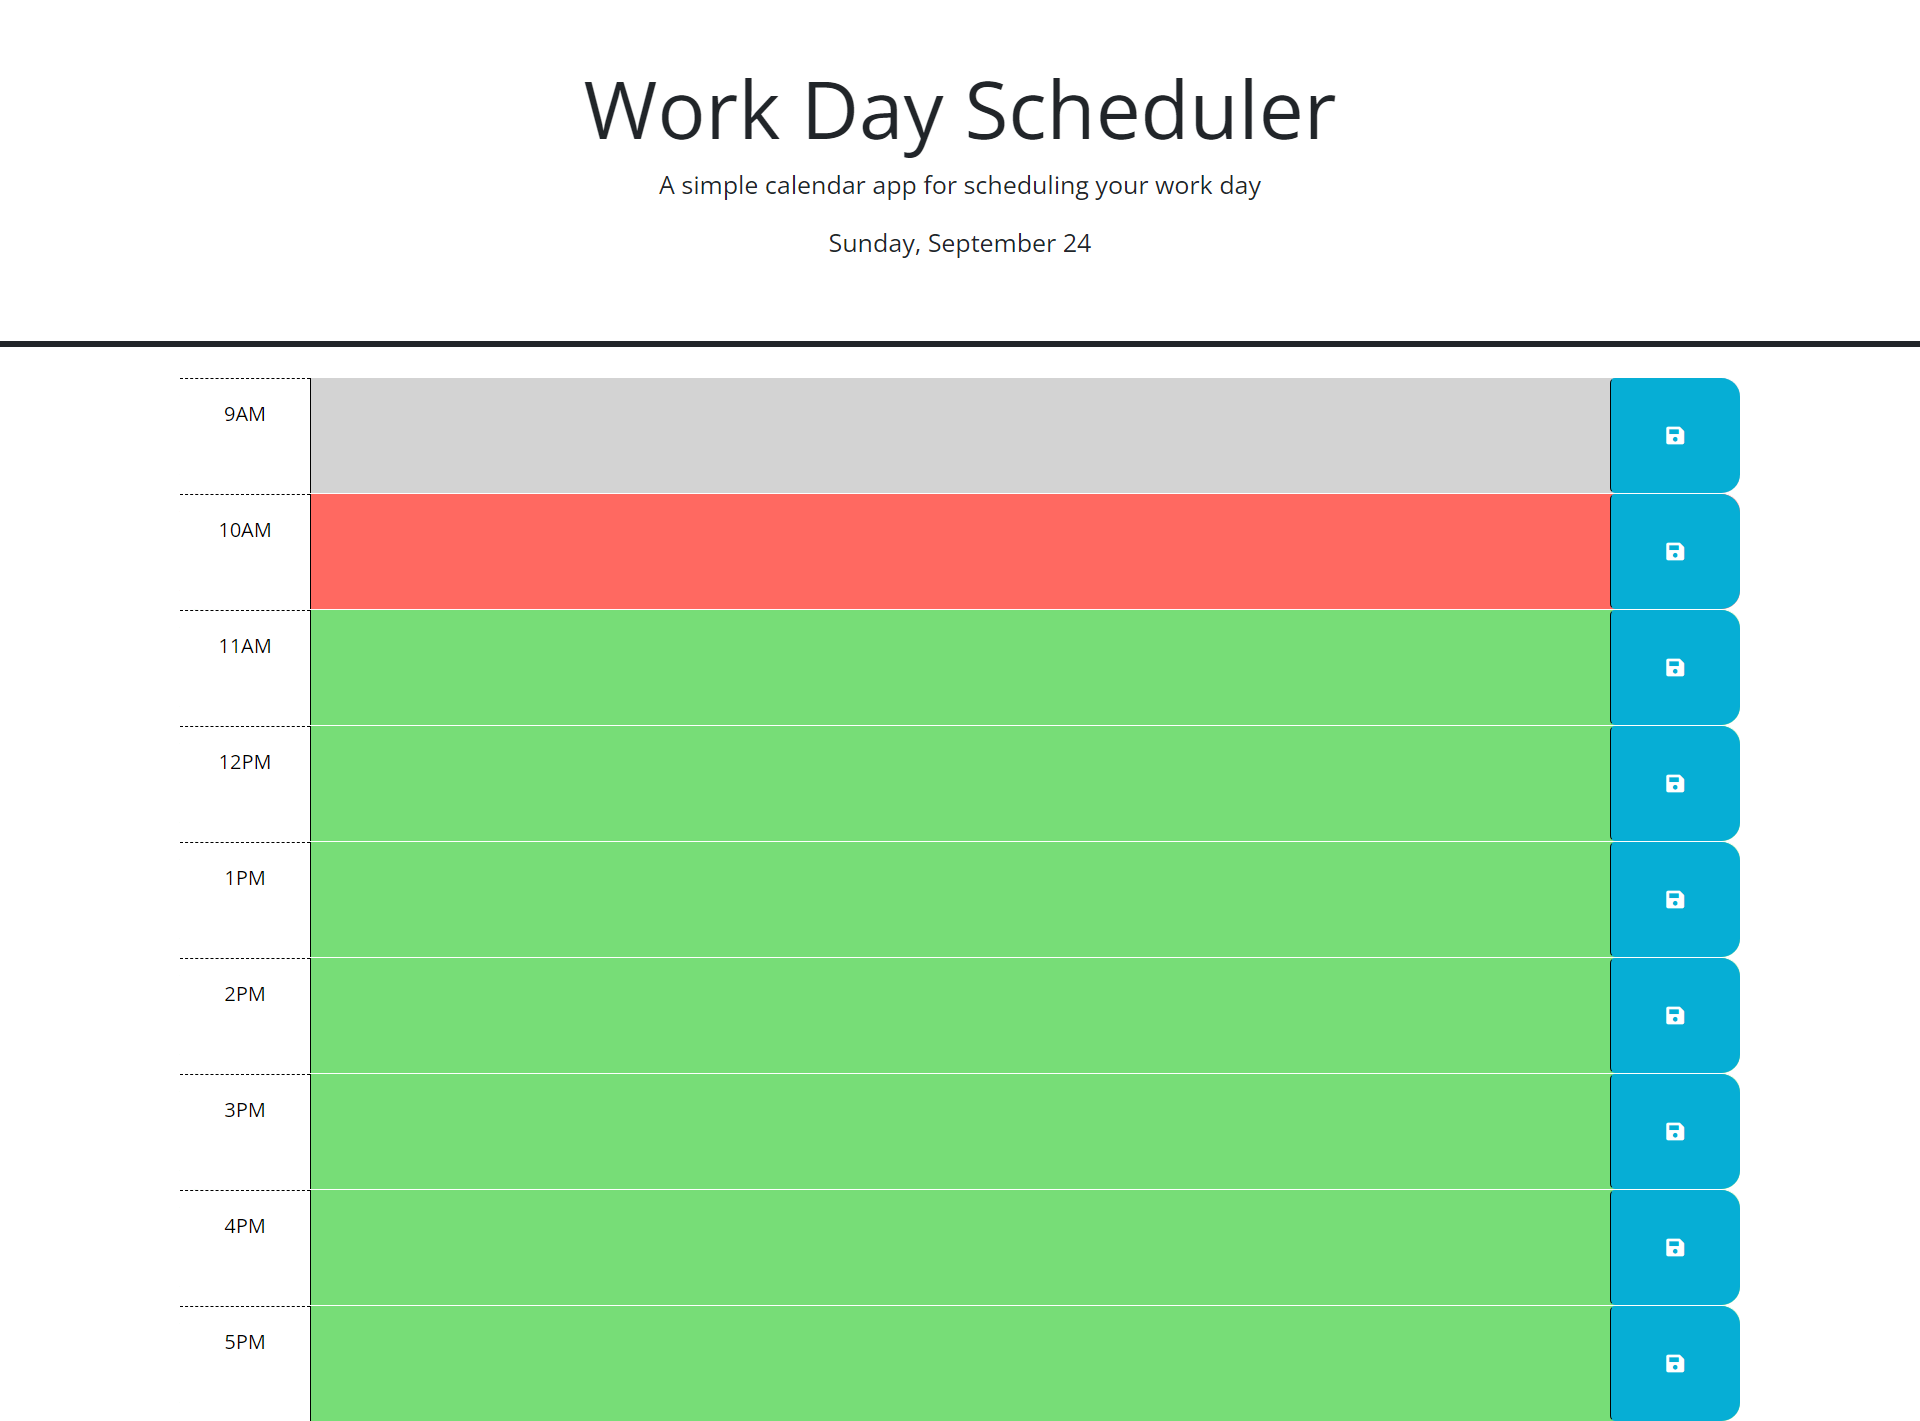 Work Day Scheduler
A simple calendar app for scheduling your work day
Sunday, September 24
9AM
10AM
11AM
12PM
1PM
2PM
3PM
4PM
5PM